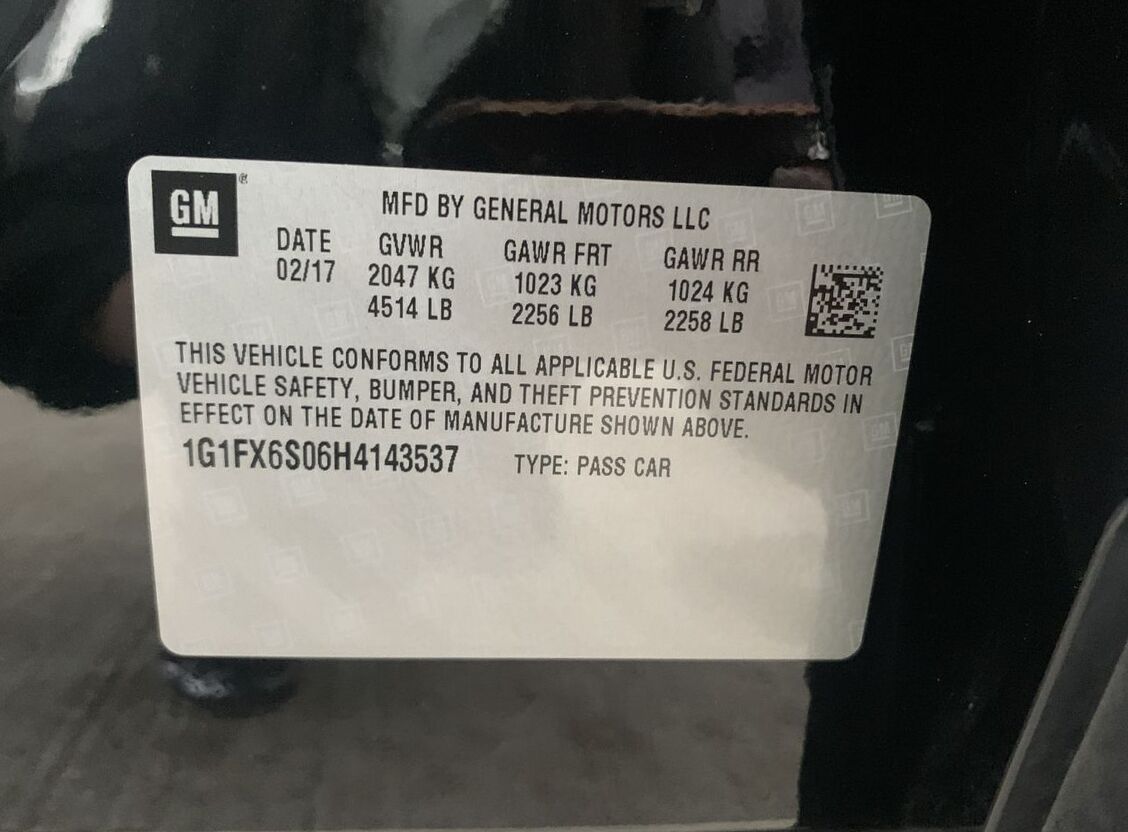 GM®
MFD BY GENERAL MOTORS LLC
DATE GVWR GAWR FRT GAWR RR
02/17 2047 KG 1023 KG 1024 KG
4514 LB 2256 LB 2258 LB
THIS VEHICLE CONFORMS TO ALL APPLICABLE U.S. FEDERAL MOTOR
VEHICLE SAFETY, BUMPER, AND THEFT PREVENTION STANDARDS IN
EFFECT ON THE DATE OF MANUFACTURE SHOWN ABOVE.
1G1FX6S06H4143537 TYPE: PASS CAR